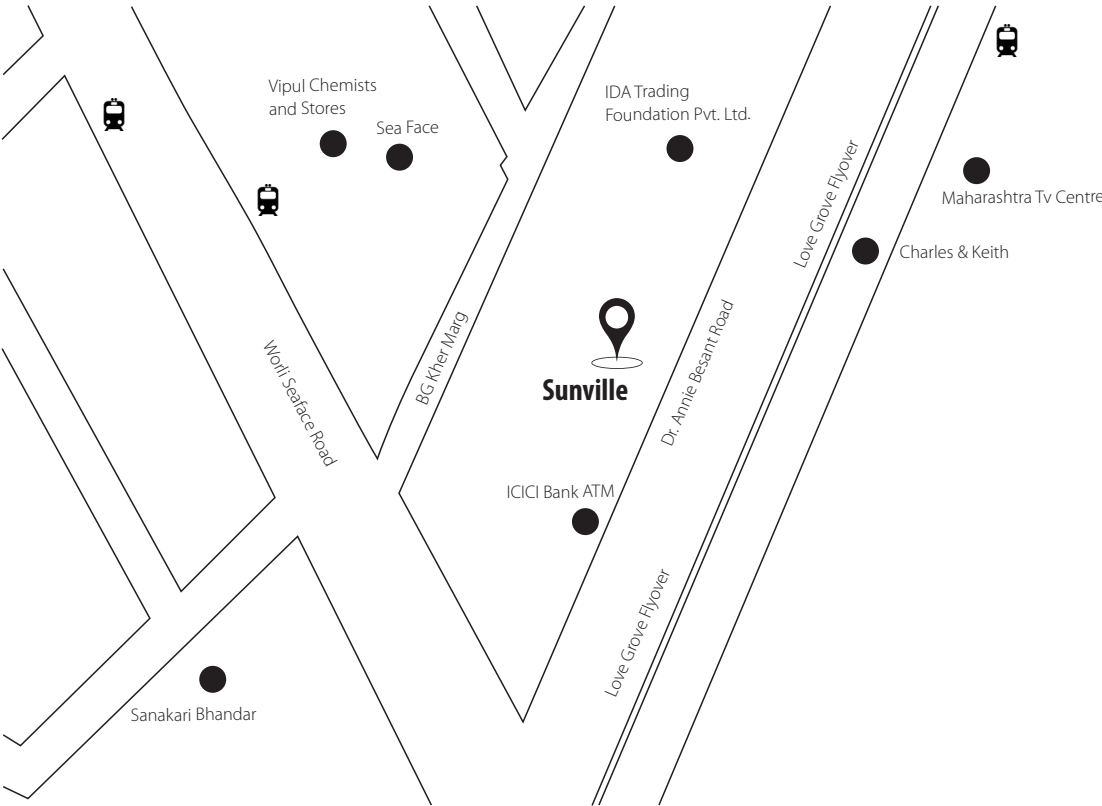 Vipul Chemists
and Stores
Sea Face
IDA Trading
Foundation Pvt. Ltd.
Love Grove Flyover
Maharashtra Tv Centre
Charles & Keith
BG Kher Marg
Worli Seaface Road
Sunville
Dr. Annie Besant Road
ICICI Bank ATM
Love Grove Flyover
Sanakari Bhandar